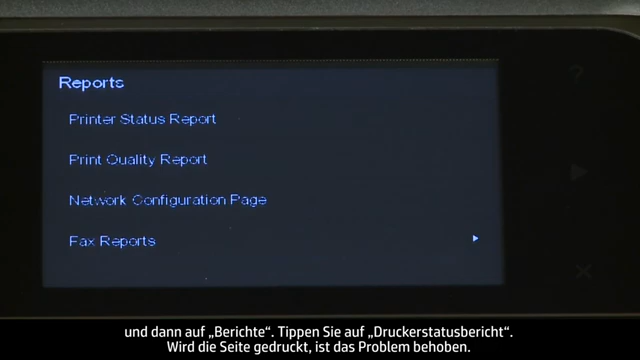 Reports
Printer Status Report
Print Quality Report
Network Configuration Page
Fax Reports
und dann auf „Berichte“. Tippen Sie auf „Druckerstatusbericht“.
Wird die Seite gedruckt, ist das Problem behoben.